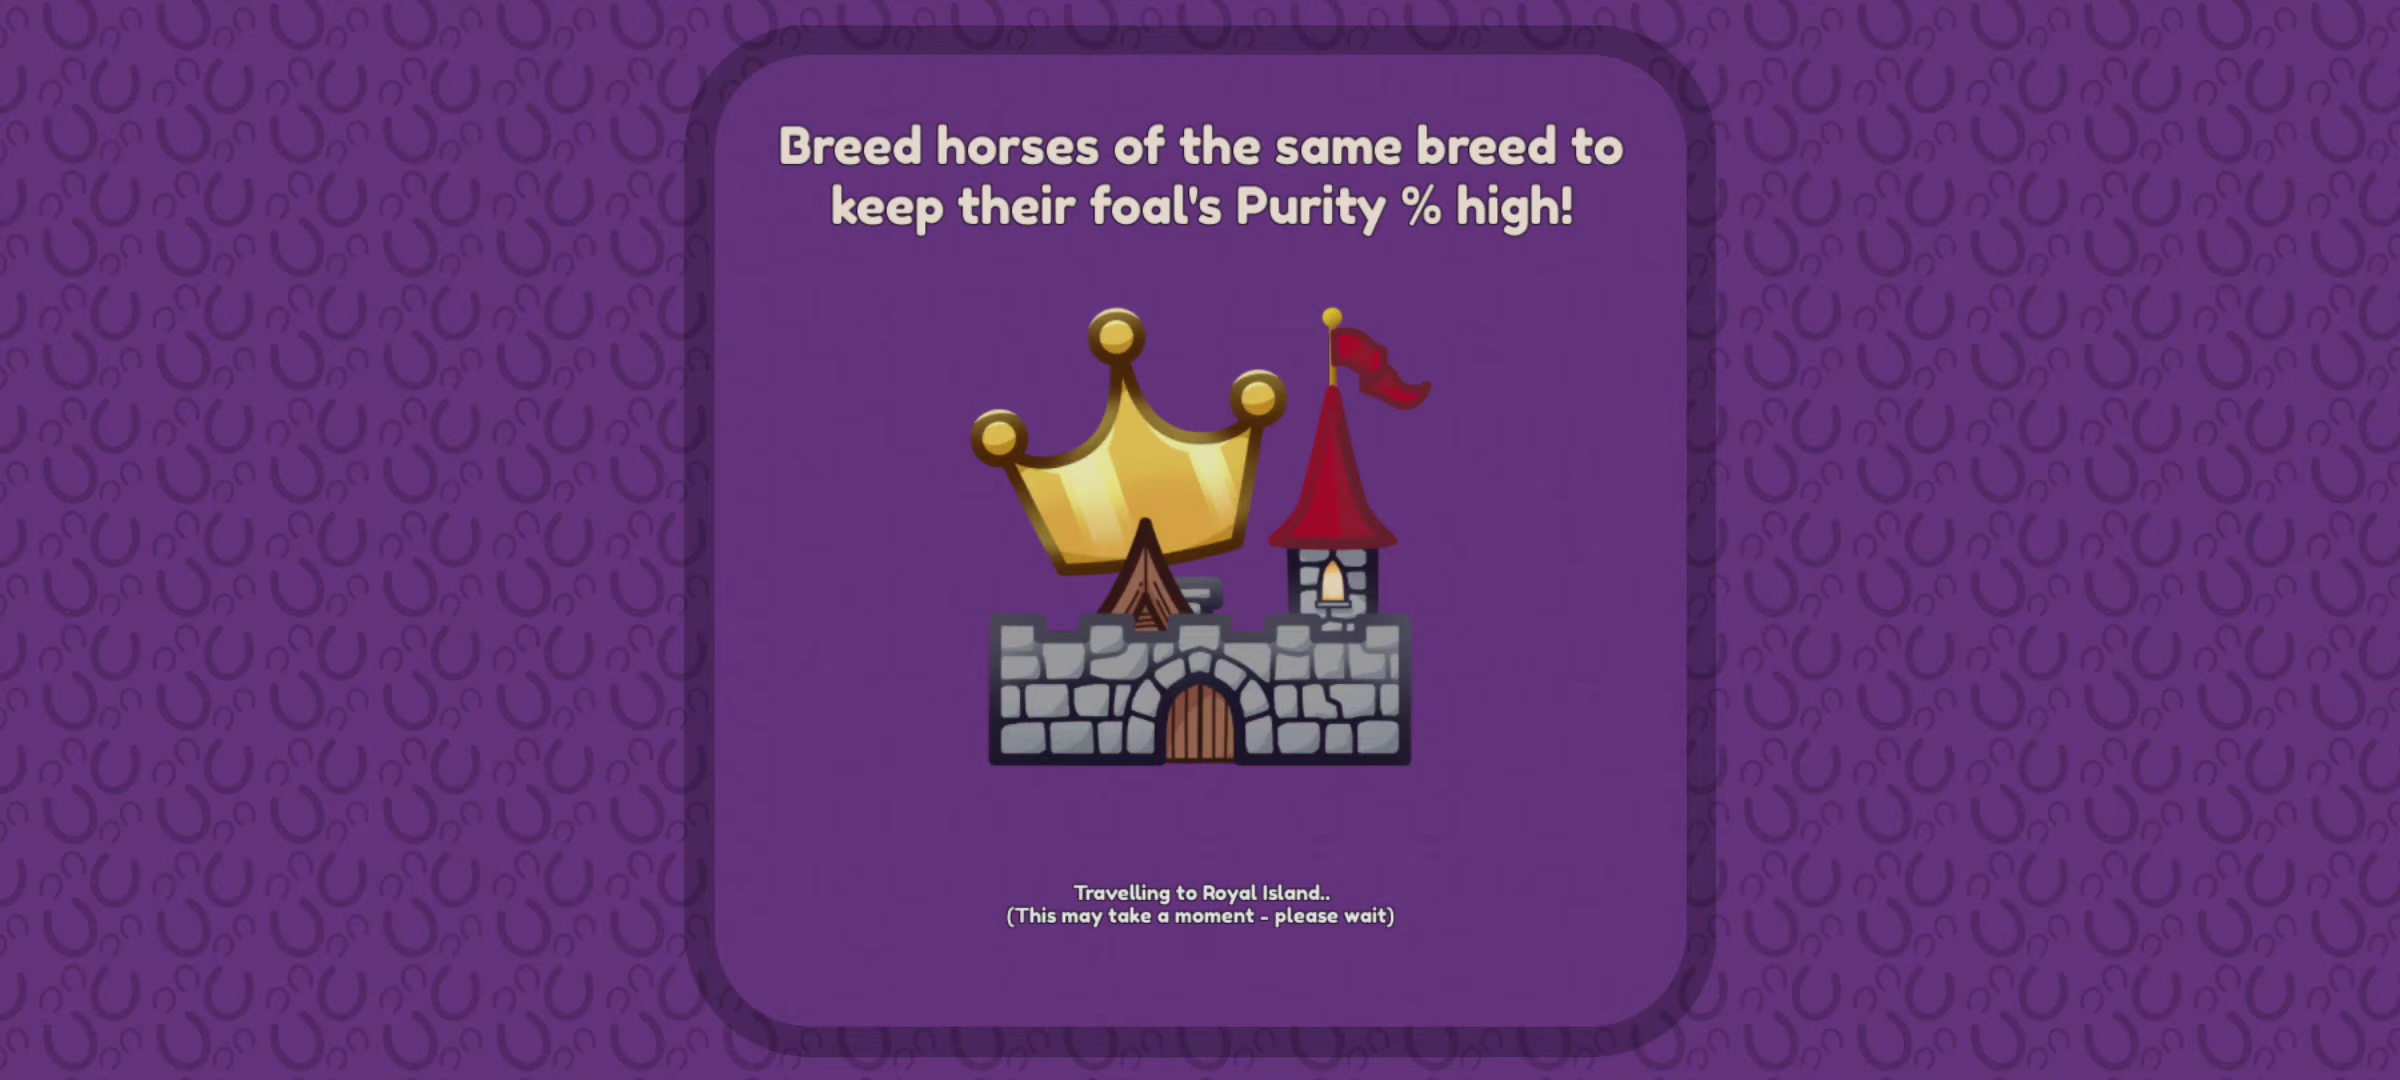 Breed horses of the same breed to
keep their foal's Purity % high!
Travelling to Royal Island..
(This may take a moment - please wait)